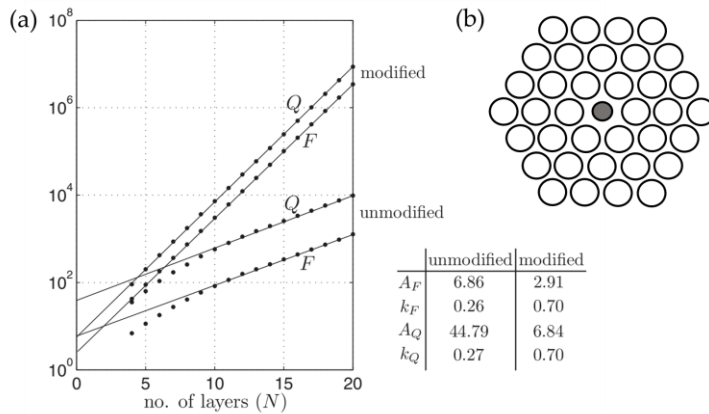 (a)
10^8
10^6
10^4
10^2
10^0
0 5 10 15 20
no. of layers (N)
Q
F
modified
Q
F
unmodified
(b)
unmodified modified
A_F 6.86 2.91
k_F 0.26 0.70
A_Q 44.79 6.84
k_Q 0.27 0.70